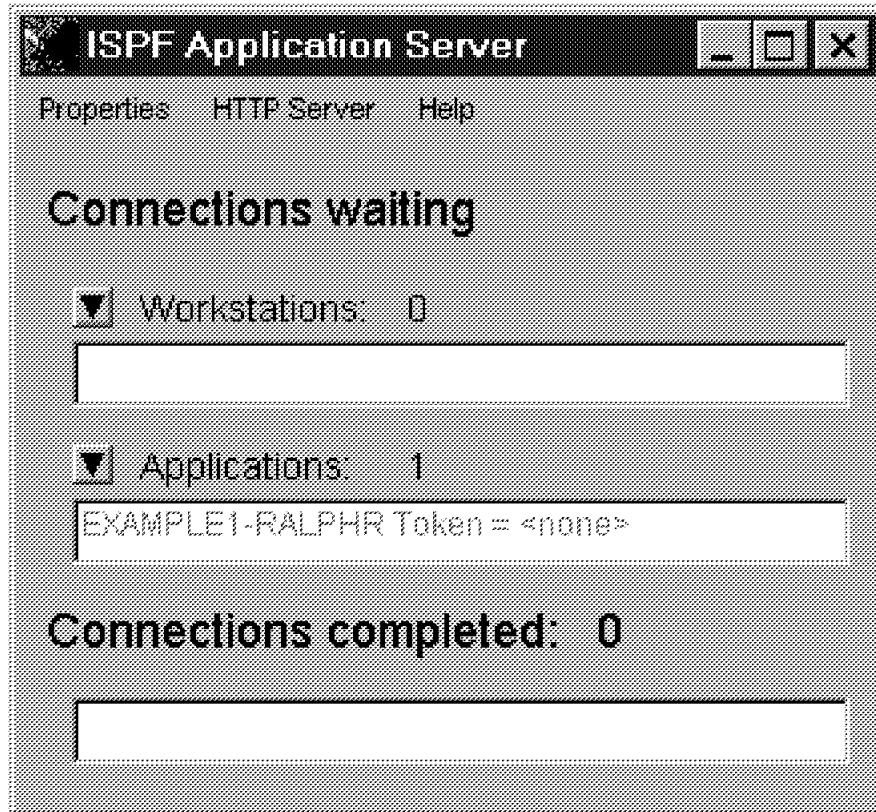 ISPF Application Server
Properties HTTP Server Help
Connections waiting
Workstations: 0
Applications: 1
EXAMPLE1-RALPHR Token = <none>
Connections completed: 0